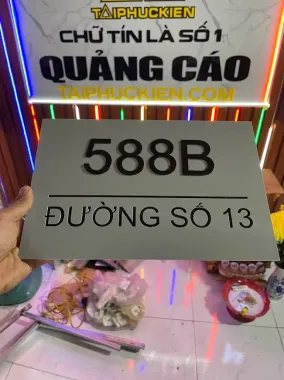 TAIPHUCKIEN
CHỮ TÍN LÀ SỐ 1
QUẢNG CÁO
TAIPHUCKIEN.COM
588B
ĐƯỜNG SỐ 13